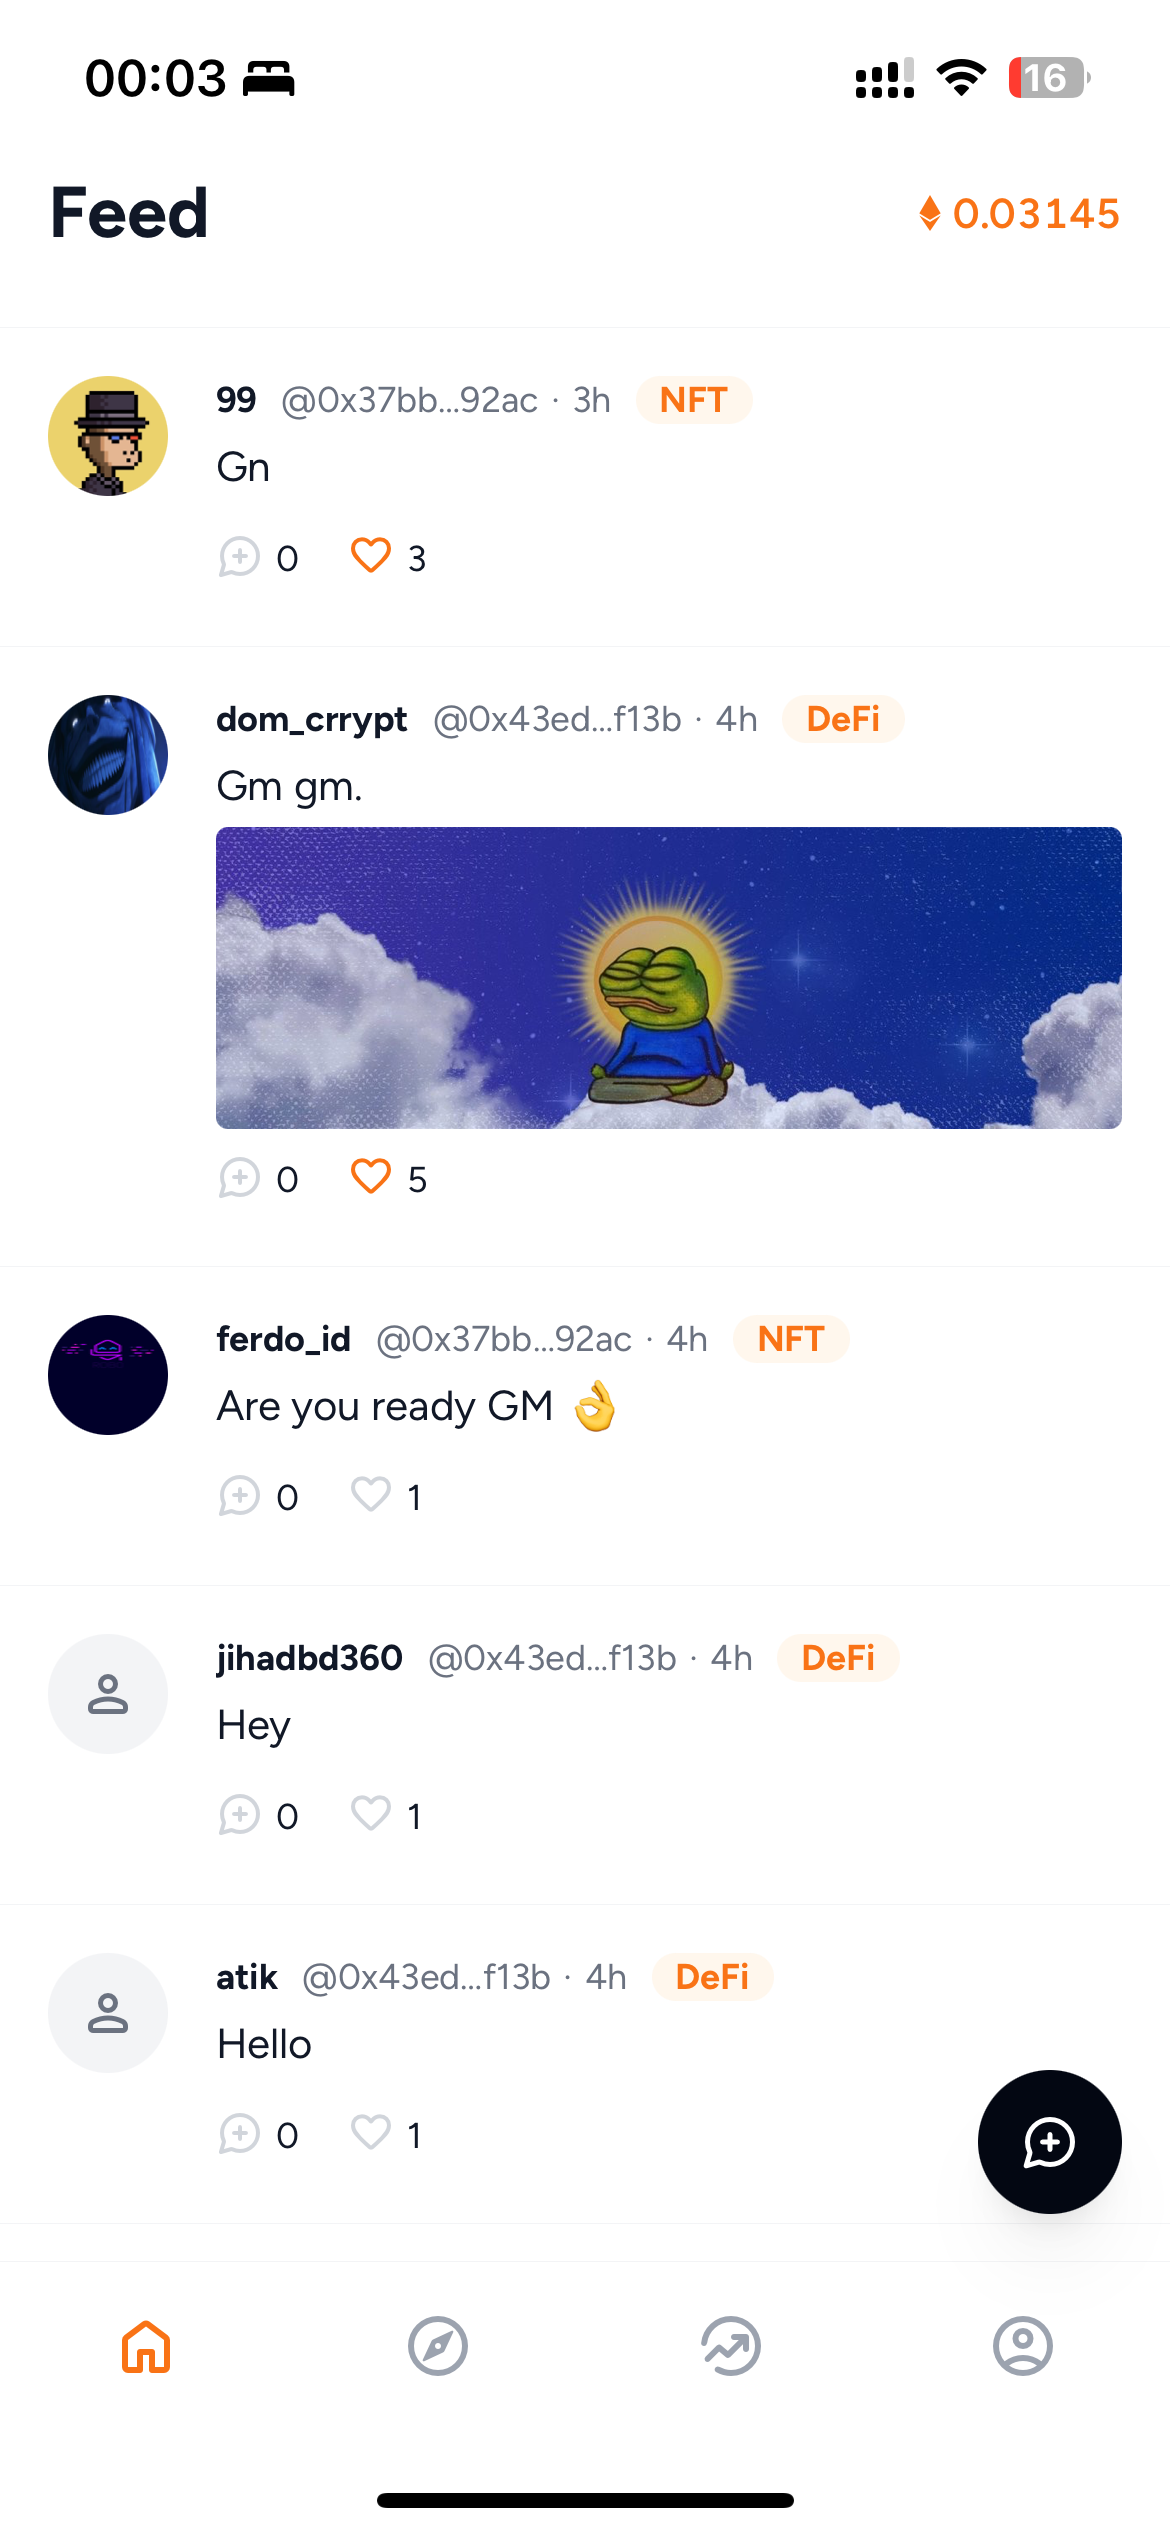 00:03
16
Feed
0.03145
99 @0x37bb...92ac · 3h NFT
Gn
0 3
dom_crrypt @0x43ed...f13b · 4h DeFi
Gm gm.
0 5
ferdo_id @0x37bb...92ac · 4h NFT
Are you ready GM 👌
0 1
jihadbd360 @0x43ed...f13b · 4h DeFi
Hey
0 1
atik @0x43ed...f13b · 4h DeFi
Hello
0 1